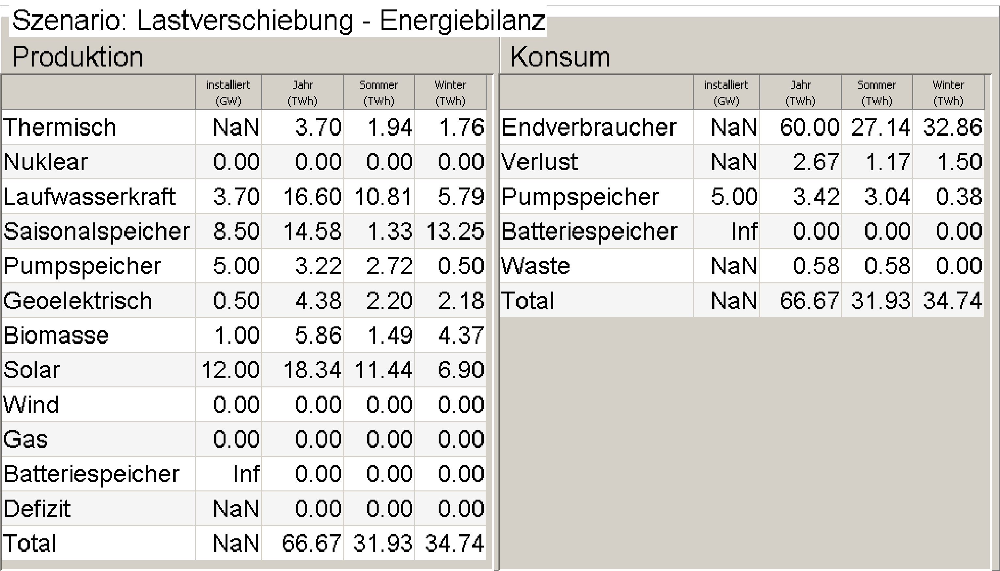 Szenario: Lastverschiebung - Energiebilanz
Produktion
installiert (GW) Jahr (TWh) Sommer (TWh) Winter (TWh)
Thermisch NaN 3.70 1.94 1.76
Nuklear 0.00 0.00 0.00 0.00
Laufwasserkraft 3.70 16.60 10.81 5.79
Saisonalspeicher 8.50 14.58 1.33 13.25
Pumpspeicher 5.00 3.22 2.72 0.50
Geoelektrisch 0.50 4.38 2.20 2.18
Biomasse 1.00 5.86 1.49 4.37
Solar 12.00 18.34 11.44 6.90
Wind 0.00 0.00 0.00 0.00
Gas 0.00 0.00 0.00 0.00
Batteriespeicher Inf 0.00 0.00 0.00
Defizit NaN 0.00 0.00 0.00
Total NaN 66.67 31.93 34.74
Konsum
installiert (GW) Jahr (TWh) Sommer (TWh) Winter (TWh)
Endverbraucher NaN 60.00 27.14 32.86
Verlust NaN 2.67 1.17 1.50
Pumpspeicher 5.00 3.42 3.04 0.38
Batteriespeicher Inf 0.00 0.00 0.00
Waste NaN 0.58 0.58 0.00
Total NaN 66.67 31.93 34.74